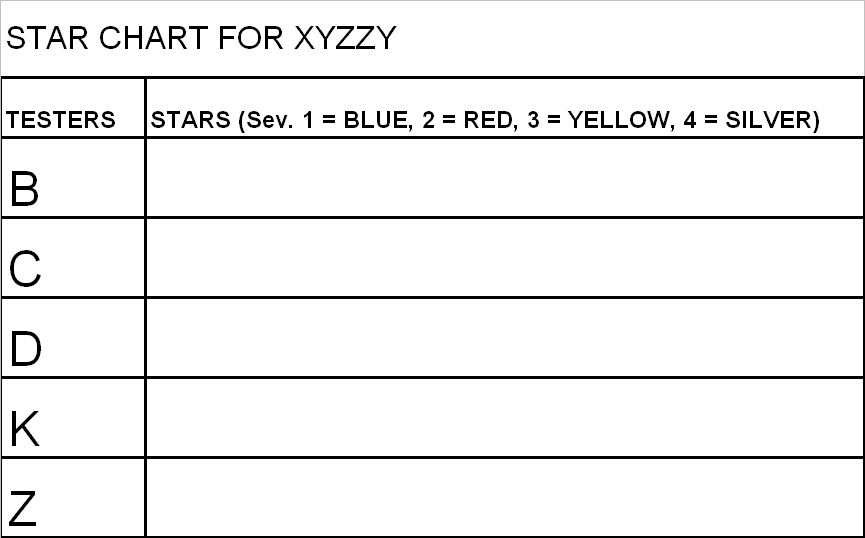 STAR CHART FOR XYZZY
TESTERS STARS (Sev. 1 = BLUE, 2 = RED, 3 = YELLOW, 4 = SILVER)
B
C
D
K
Z